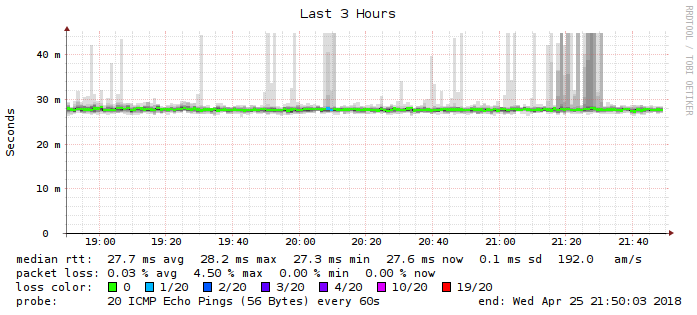 Last 3 Hours
RRDTOOL / TOBI OETIKER
Seconds
40 m
30 m
20 m
10 m
0
19:00 19:20 19:40 20:00 20:20 20:40 21:00 21:20 21:40
median rtt: 27.7 ms avg 28.2 ms max 27.3 ms min 27.6 ms now 0.1 ms sd 192.0 am/s
packet loss: 0.03 % avg 4.50 % max 0.00 % min 0.00 % now
loss color: 0 1/20 2/20 3/20 4/20 10/20 19/20
probe: 20 ICMP Echo Pings (56 Bytes) every 60s end: Wed Apr 25 21:50:03 2018